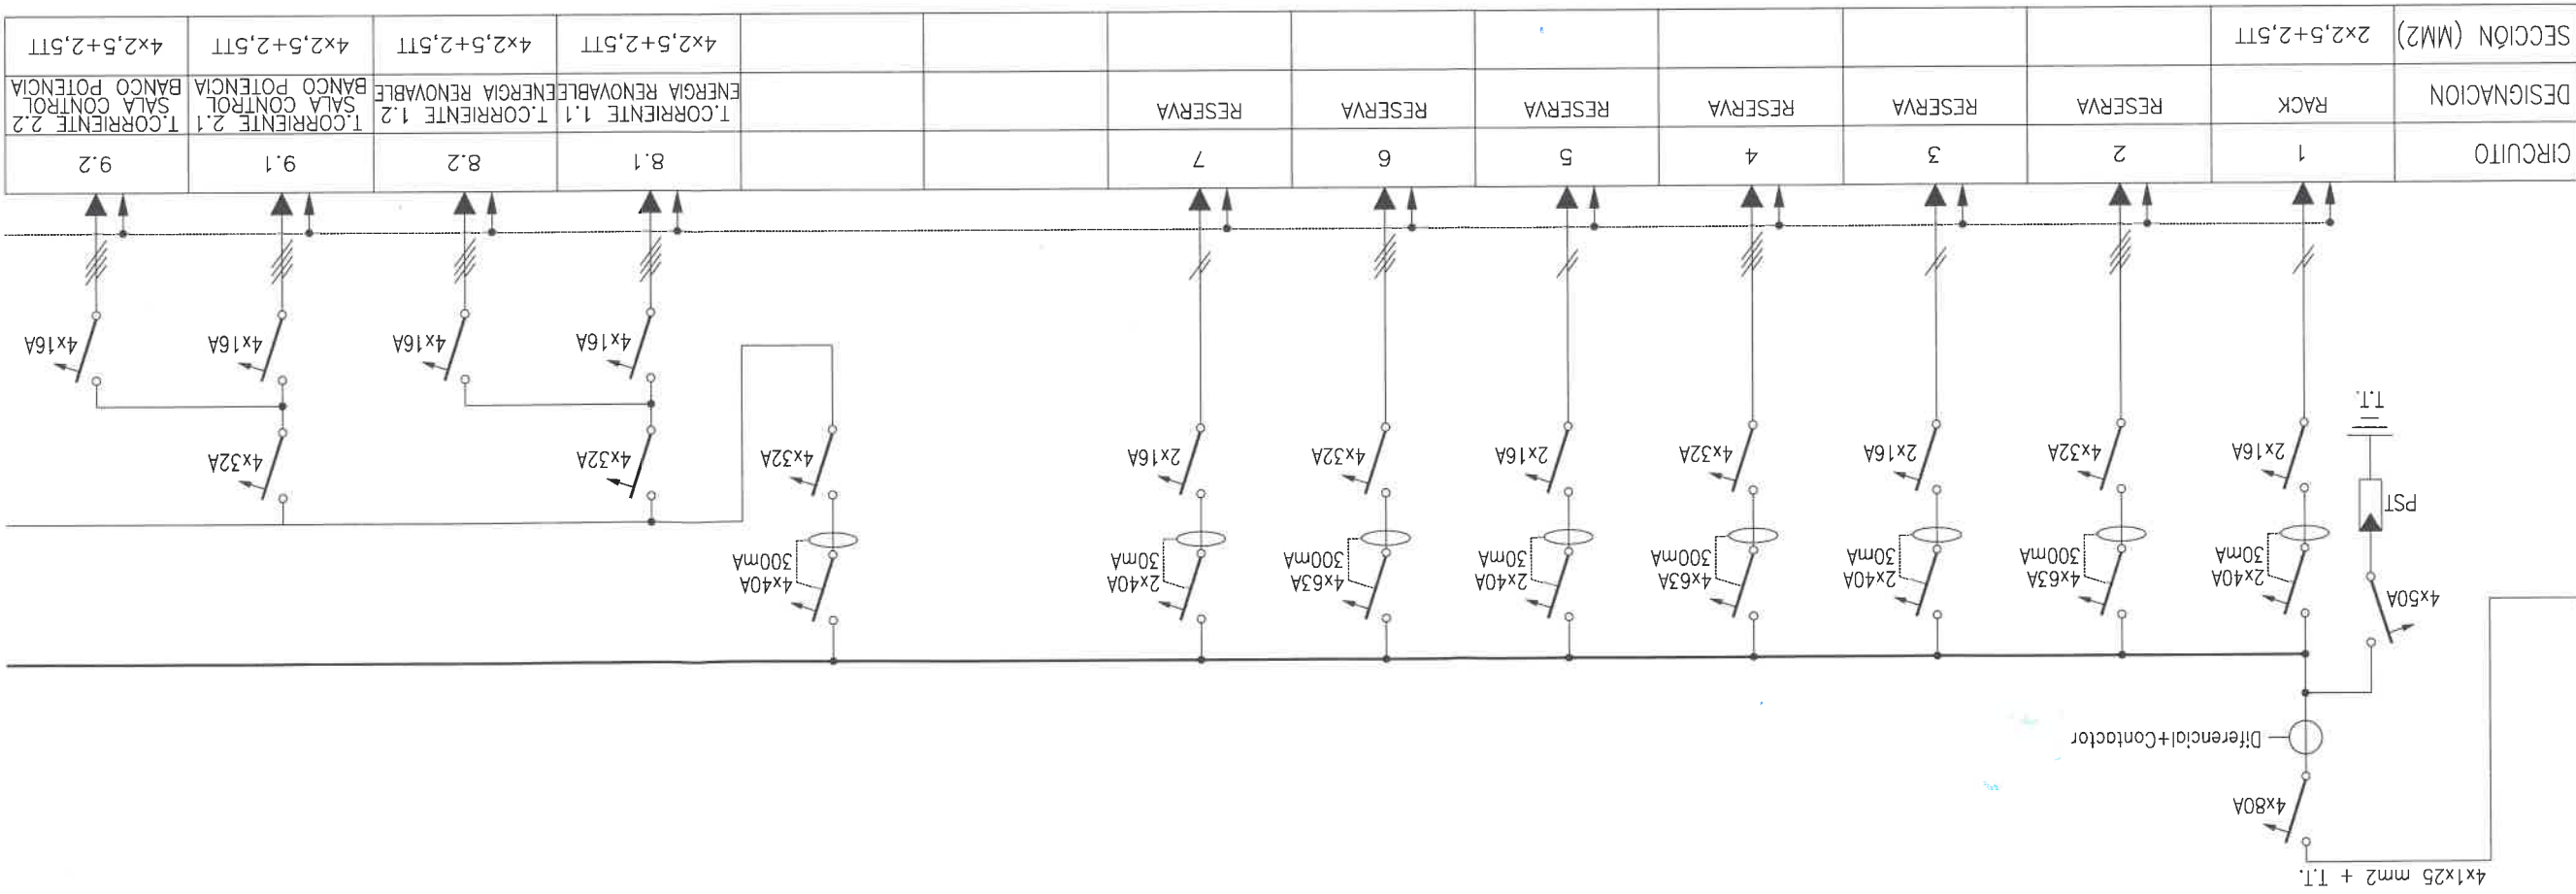 4x1x25 mm2 + T.T.
4x80A
Diferencial+Contactor
4x50A
PST
T.T.
2x40A
30mA
2x16A
4x63A
300mA
4x32A
2x40A
30mA
2x16A
4x63A
300mA
4x32A
2x40A
30mA
2x16A
4x63A
300mA
4x32A
2x40A
30mA
2x16A
4x40A
300mA
4x32A
4x32A
4x16A
4x16A
4x32A
4x16A
4x16A
CIRCUITO
1
2
3
4
5
6
7
8.1
8.2
9.1
9.2
DESIGNACION
RACK
RESERVA
RESERVA
RESERVA
RESERVA
RESERVA
RESERVA
T.CORRIENTE 1.1
ENERGIA RENOVABLE
T.CORRIENTE 1.2
ENERGIA RENOVABLE
T.CORRIENTE 2.1
SALA CONTROL
BANCO POTENCIA
T.CORRIENTE 2.2
SALA CONTROL
BANCO POTENCIA
SECCIÓN (MM2)
2x2,5+2,5TT
4x2,5+2,5TT
4x2,5+2,5TT
4x2,5+2,5TT
4x2,5+2,5TT